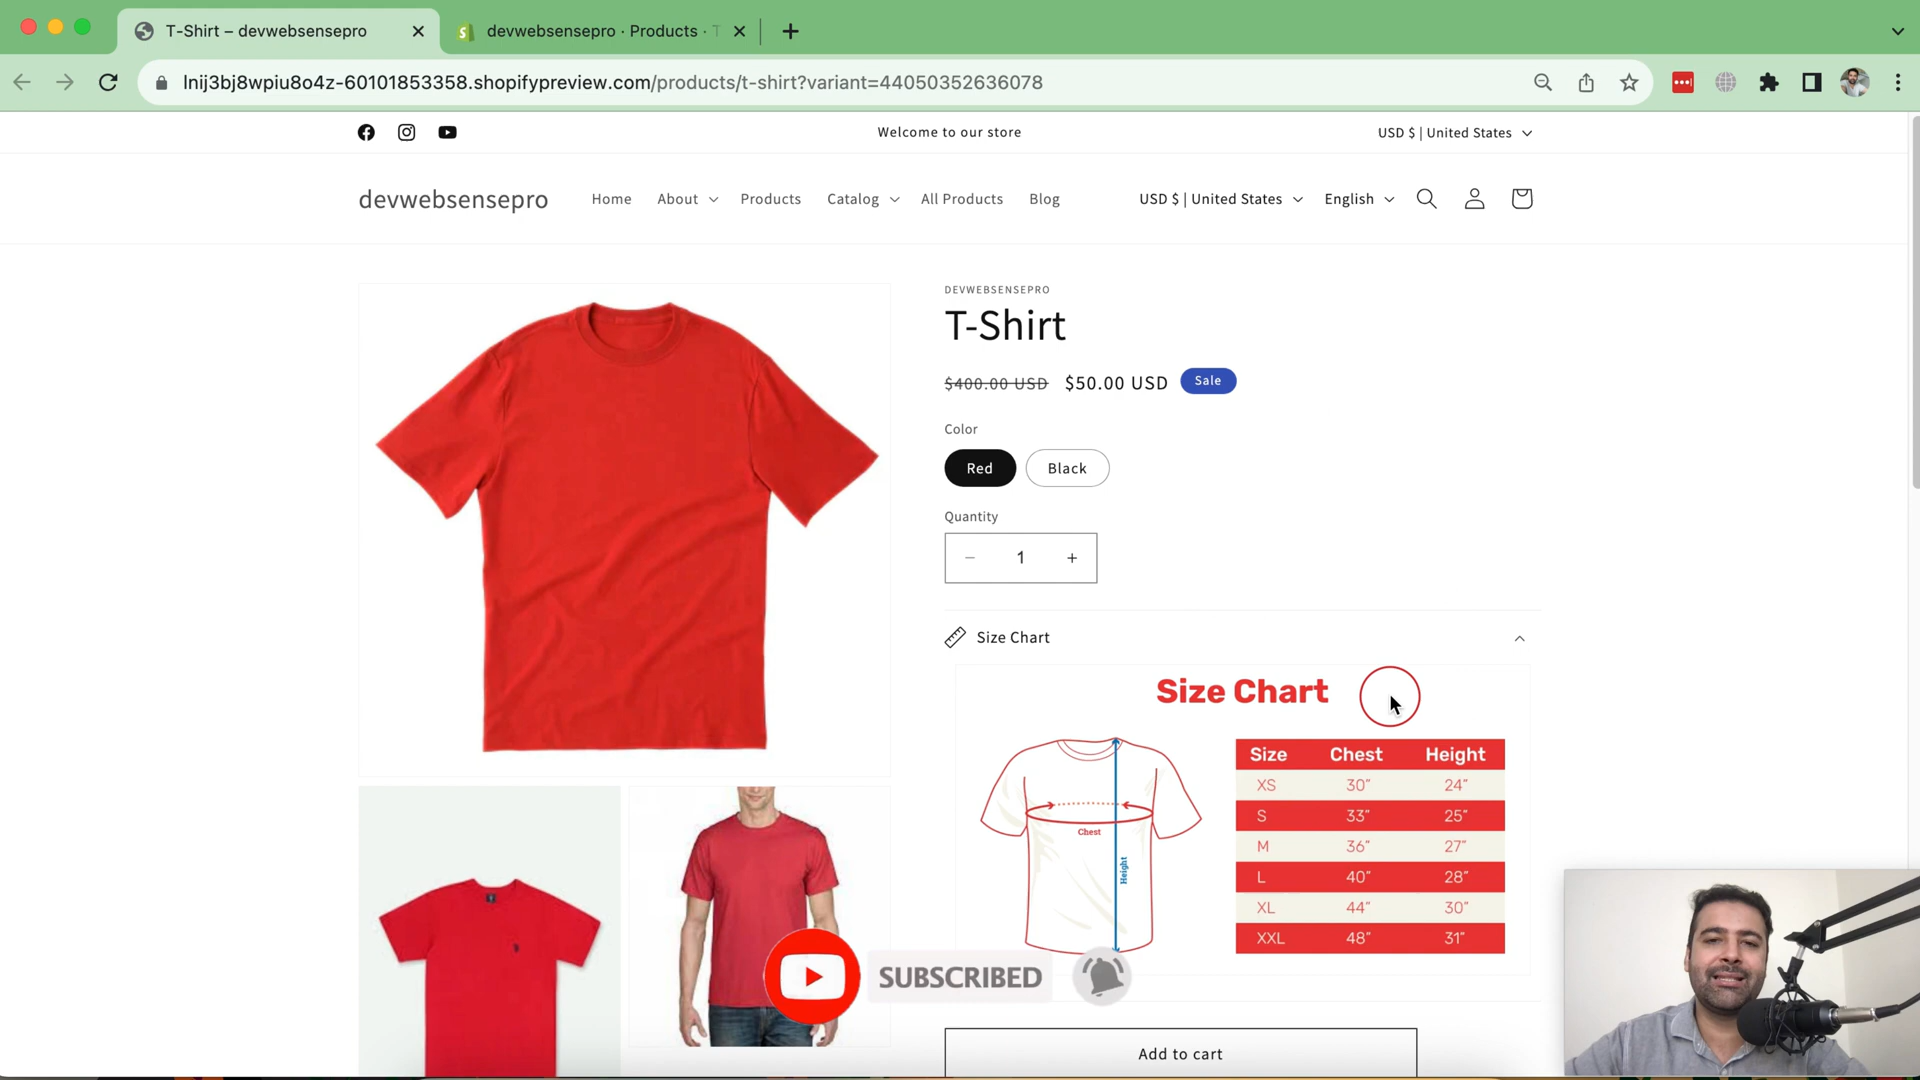 T-Shirt – devwebsensepro
devwebsensepro · Products ·
lnij3bj8wpiu8o4z-60101853358.shopifypreview.com/products/t-shirt?variant=44050352636078
Welcome to our store
USD $ | United States
devwebsensepro
Home
About
Products
Catalog
All Products
Blog
USD $ | United States
English
DEVWEBSENSEPRO
T-Shirt
$400.00 USD
$50.00 USD
Sale
Color
Red
Black
Quantity
1
Size Chart
Size Chart
Chest
Height
Size Chest Height
XS 30” 24”
S 33” 25”
M 36” 27”
L 40” 28”
XL 44” 30”
XXL 48” 31”
SUBSCRIBED
Add to cart